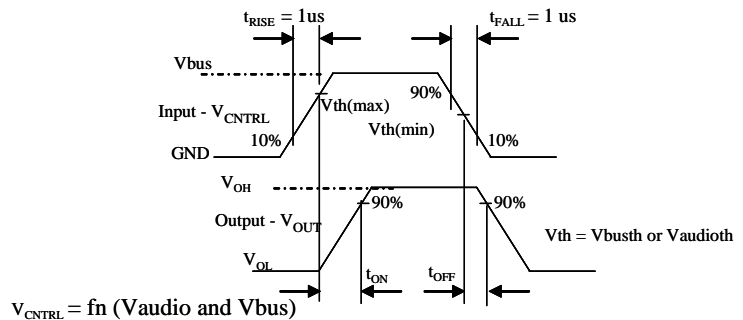 tRISE = 1us
tFALL = 1 us
Vbus
90%
Vth(max)
Input - VCNTRL
Vth(min)
10%
10%
GND
VOH
90%
90%
Output - VOUT
Vth = Vbusth or Vaudioth
VOL
tON
tOFF
VCNTRL = fn (Vaudio and Vbus)